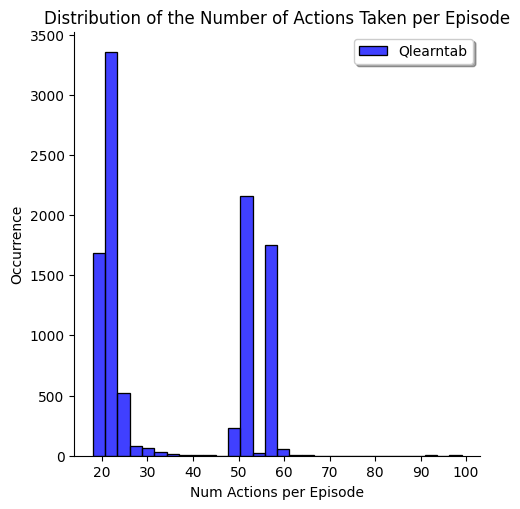 Distribution of the Number of Actions Taken per Episode
Qlearntab
3500
3000
2500
2000
1500
1000
500
0
Occurrence
20 30 40 50 60 70 80 90 100
Num Actions per Episode